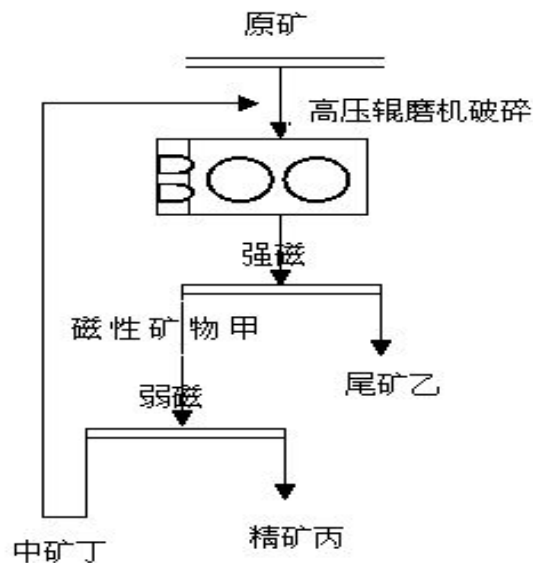 原矿
高压辊磨机破碎
强磁
磁性矿物甲
尾矿乙
弱磁
精矿丙
中矿丁